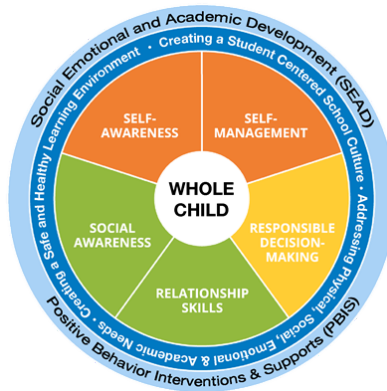 Social Emotional and Academic Development (SEAD)
Creating a Safe and Healthy Learning Environment • Creating a Student Centered School Culture • Addressing Physical, Social, Emotional & Academic Needs •
SELF-
AWARENESS
SELF-
MANAGEMENT
WHOLE
CHILD
SOCIAL
AWARENESS
RESPONSIBLE
DECISION-
MAKING
RELATIONSHIP
SKILLS
Positive Behavior Interventions & Supports (PBIS)